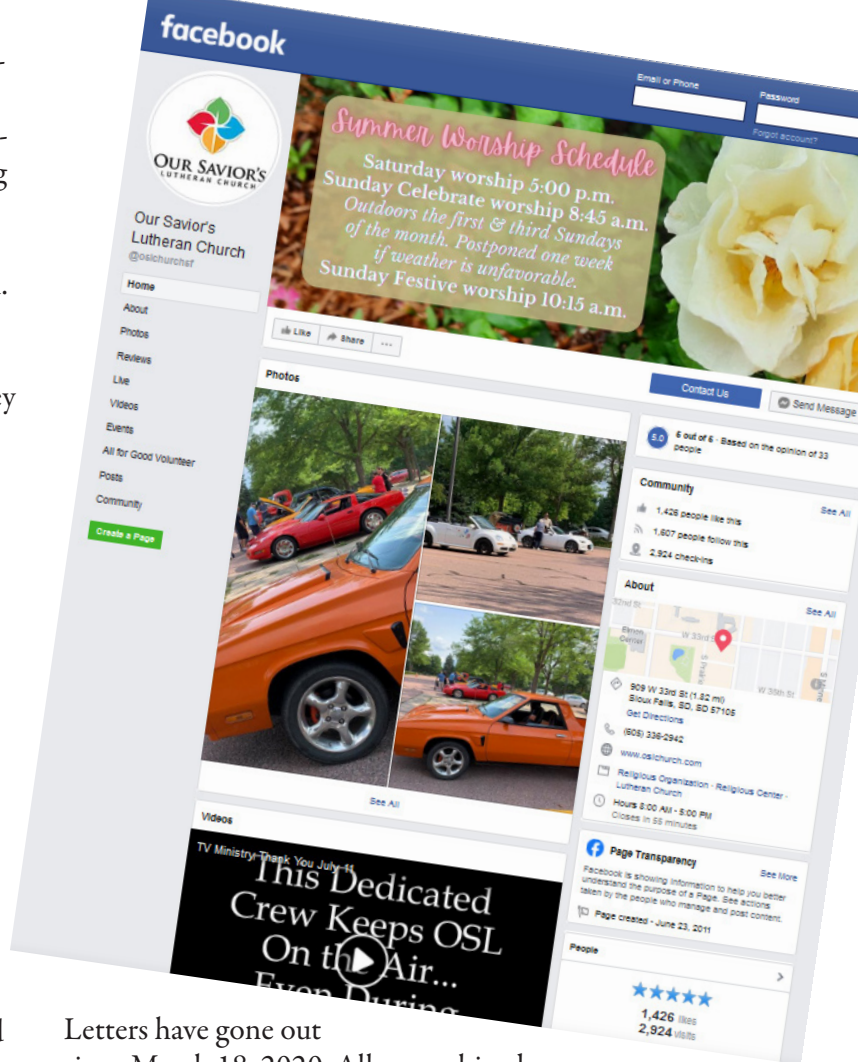 facebook
Email or Phone
Password
Forgot account?
OUR SAVIOR'S
LUTHERAN CHURCH
Our Savior's
Lutheran Church
@oslchurchsf
Home
About
Photos
Reviews
Live
Videos
Events
All for Good Volunteer
Posts
Community
Create a Page
Summer Worship Schedule
Saturday worship 5:00 p.m.
Sunday Celebrate worship 8:45 a.m.
Outdoors the first & third Sundays
of the month. Postponed one week
if weather is unfavorable.
Sunday Festive worship 10:15 a.m.
Like
Share
...
Contact Us
Send Message
Photos
See All
Videos
TV Ministry Thank You July 11
This Dedicated
Crew Keeps OSL
On the Air...
Even During
5.0
5 out of 5 · Based on the opinion of 33
people
Community
See All
1,426 people like this
1,607 people follow this
2,924 check-ins
About
See All
32nd St
Center
W 33rd S
W 35th St
909 W 33rd St (1.82 mi)
Sioux Falls, SD, SD 57105
Get Directions
(605) 336-2942
www.oslchurch.com
Religious Organization · Religious Center ·
Lutheran Church
Hours 8:00 AM - 5:00 PM
Closes in 55 minutes
Page Transparency
See More
Facebook is showing information to help you better
understand the purpose of a Page. See actions
taken by the people who manage and post content.
Page created - June 23, 2011
People
1,426 likes
2,924 visits
Letters have gone out